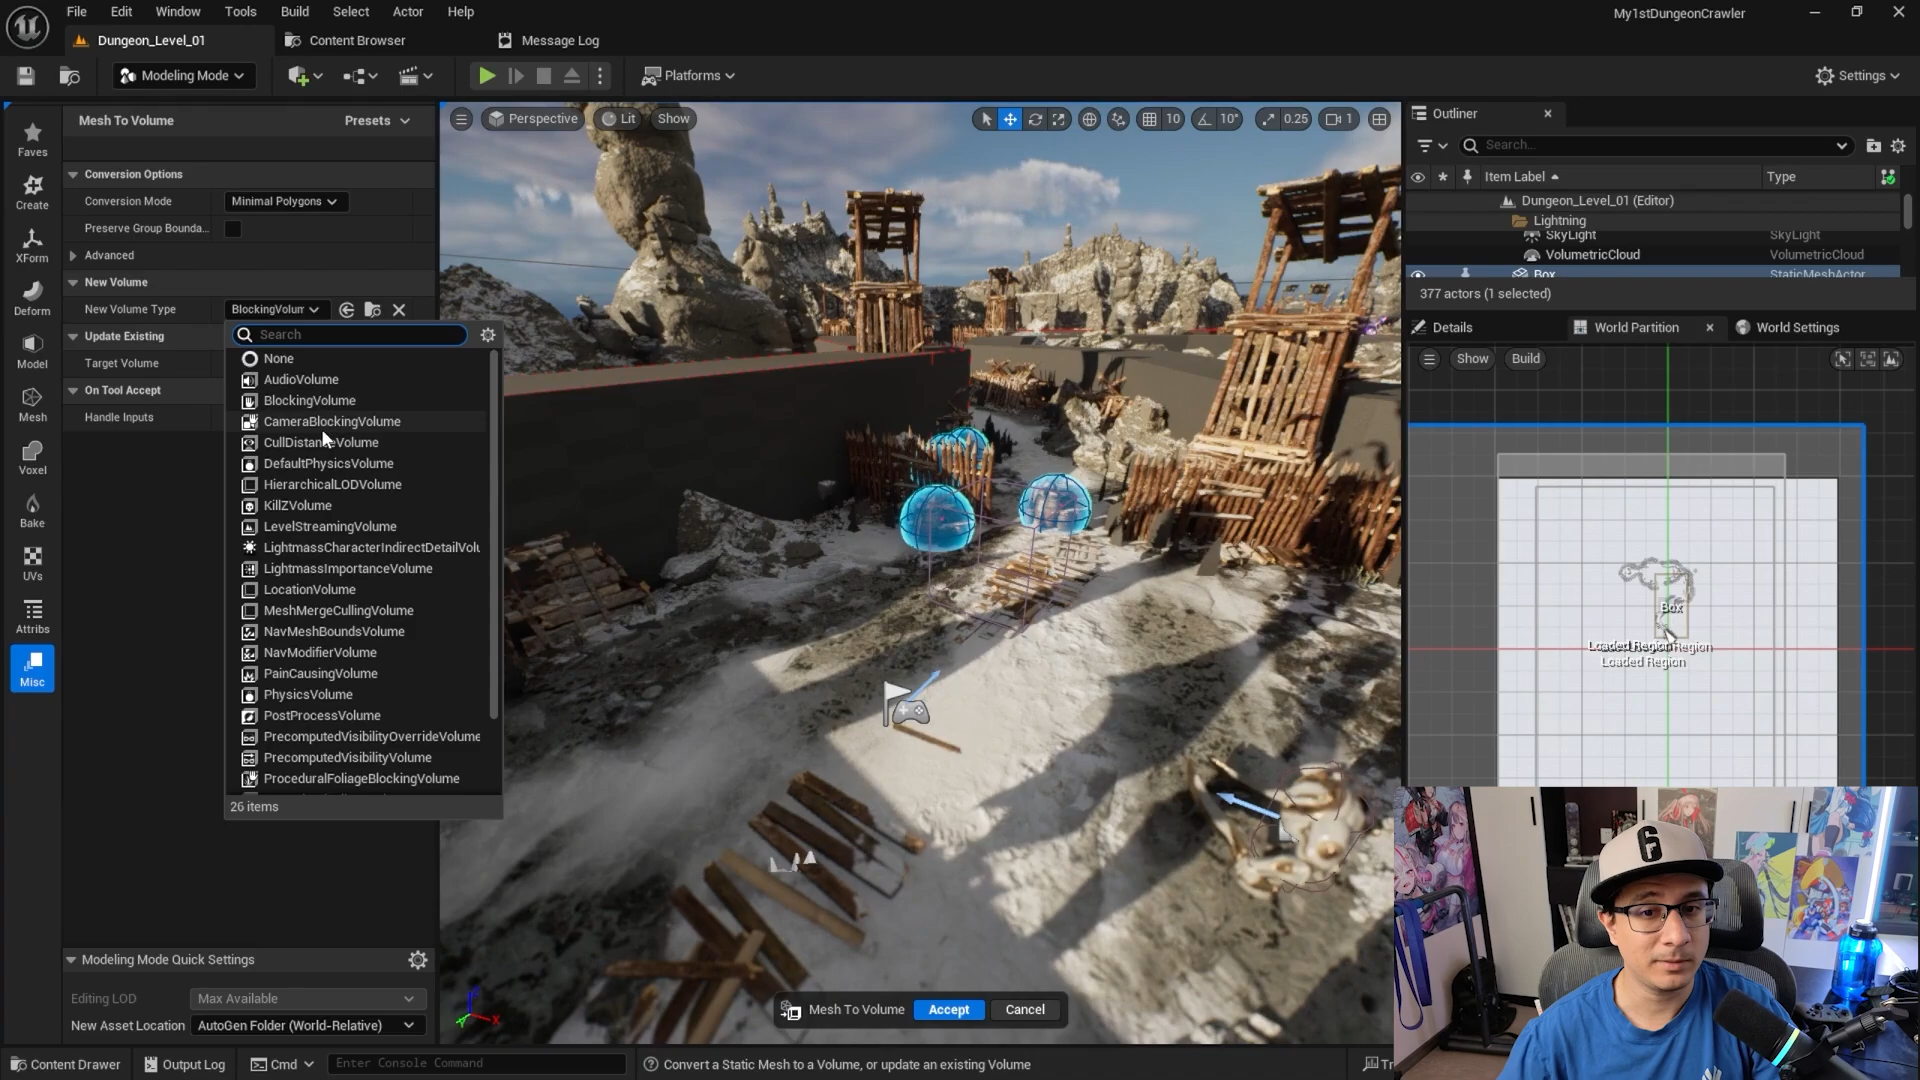 File Edit Window Tools Build Select Actor Help
My1stDungeonCrawler
Dungeon_Level_01
Content Browser
Message Log
Modeling Mode
Platforms
Settings
Mesh To Volume
Presets
Faves
Create
XForm
Deform
Model
Mesh
Voxel
Bake
UVs
Attribs
Misc
Conversion Options
Conversion Mode
Minimal Polygons
Preserve Group Bounda...
Advanced
New Volume
New Volume Type
BlockingVolum
Update Existing
Target Volume
On Tool Accept
Handle Inputs
Search
None
AudioVolume
BlockingVolume
CameraBlockingVolume
CullDistanceVolume
DefaultPhysicsVolume
HierarchicalLODVolume
KillZVolume
LevelStreamingVolume
LightmassCharacterIndirectDetailVolu
LightmassImportanceVolume
LocationVolume
MeshMergeCullingVolume
NavMeshBoundsVolume
NavModifierVolume
PainCausingVolume
PhysicsVolume
PostProcessVolume
PrecomputedVisibilityOverrideVolume
PrecomputedVisibilityVolume
ProceduralFoliageBlockingVolume
26 items
Modeling Mode Quick Settings
Editing LOD
Max Available
New Asset Location
AutoGen Folder (World-Relative)
Perspective
Lit
Show
10
10°
0.25
1
Mesh To Volume
Accept
Cancel
Outliner
Search...
Item Label
Type
Dungeon_Level_01 (Editor)
Lightning
SkyLight
SkyLight
VolumetricCloud
VolumetricCloud
Box
StaticMeshActor
377 actors (1 selected)
Details
World Partition
World Settings
Show
Build
Box
Loaded Region
Region
Loaded Region
6
Content Drawer
Output Log
Cmd
Enter Console Command
Convert a Static Mesh to a Volume, or update an existing Volume
Tr